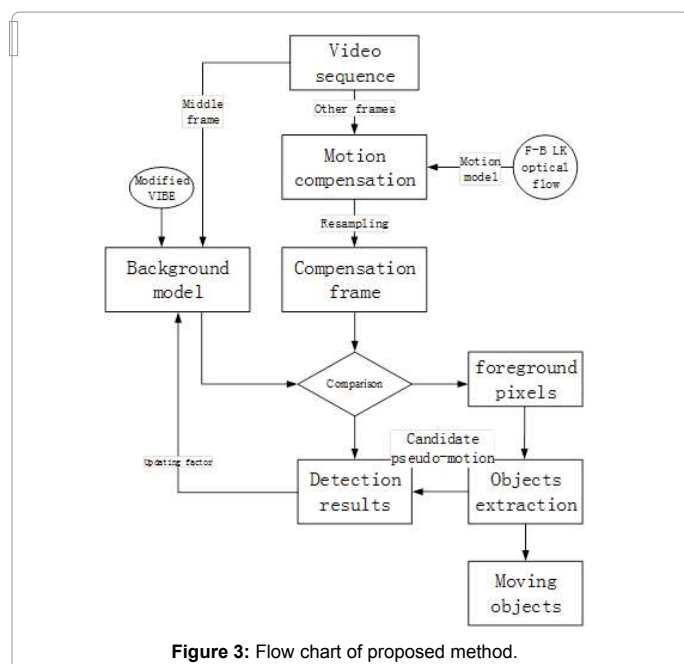 Video
sequence
Middle
frame
Other frames
Modified
VIBE
Motion
compensation
Motion
model
F-B LK
optical
flow
Resampling
Background
model
Compensation
frame
Comparison
foreground
pixels
Candidate
pseudo-motion
Updating factor
Detection
results
Objects
extraction
Moving
objects
Figure 3: Flow chart of proposed method.